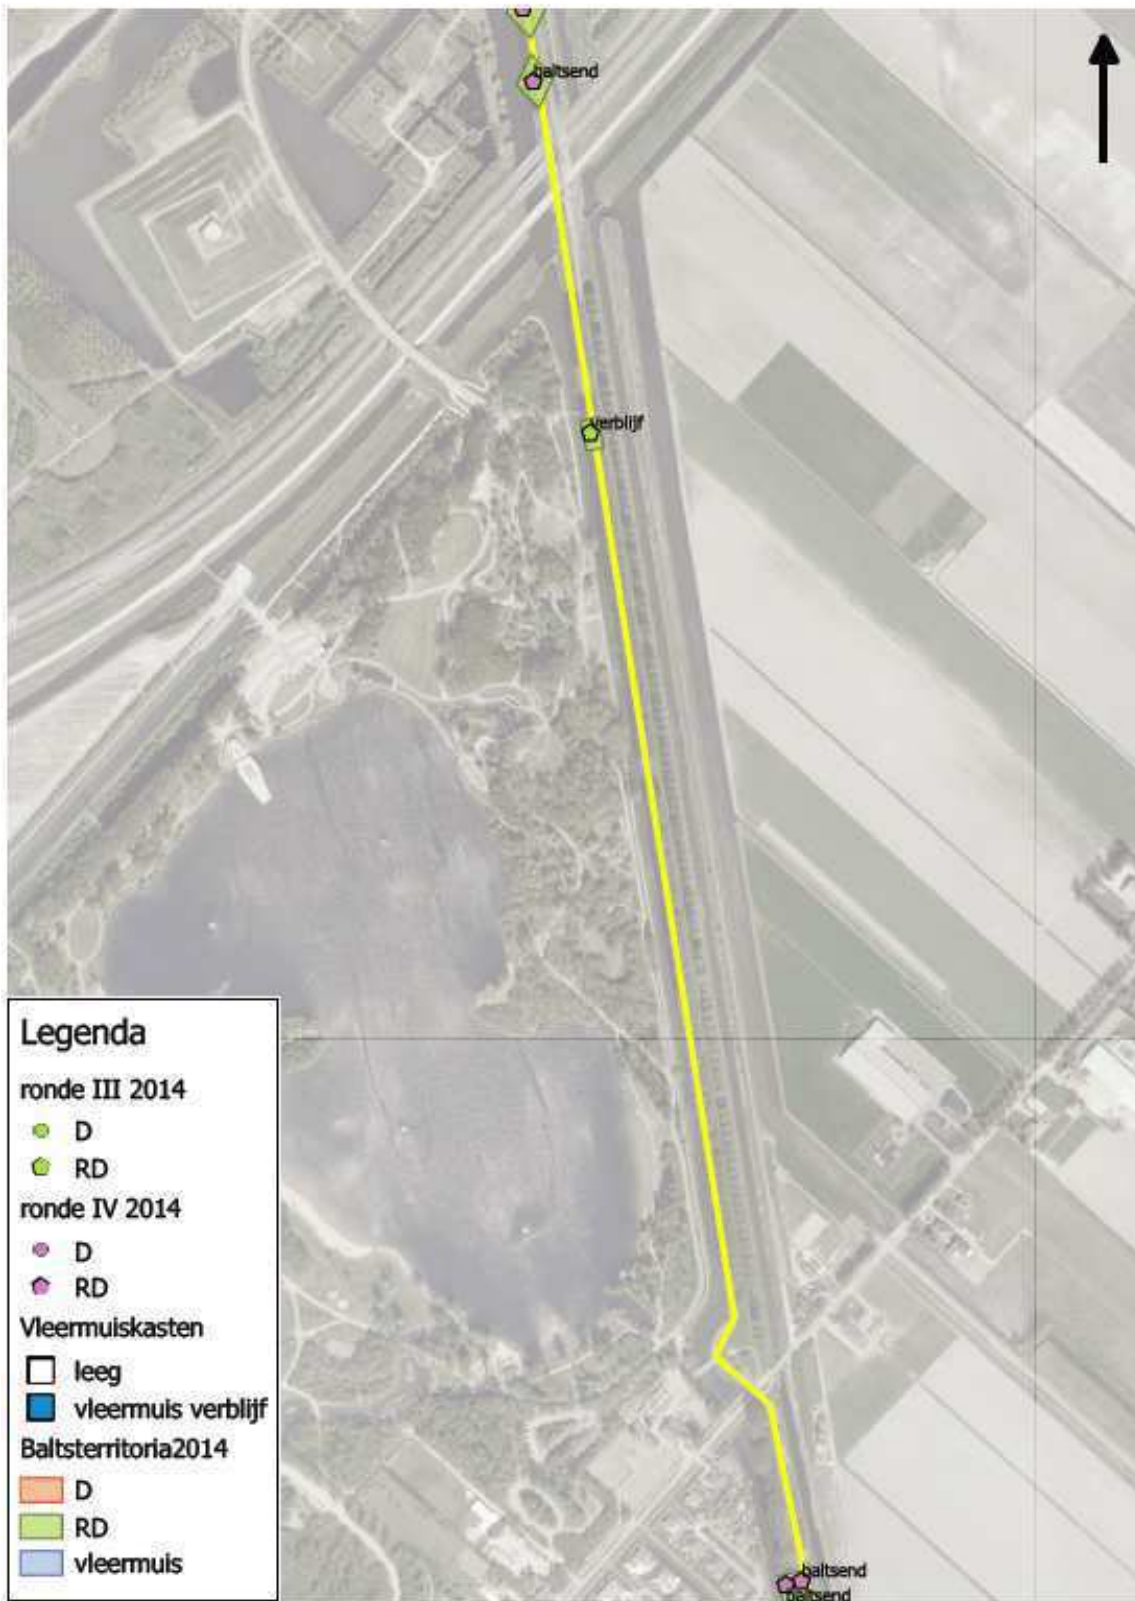 baltsend
verblijf
Legenda
ronde III 2014
D
RD
ronde IV 2014
D
RD
Vleermuiskasten
leeg
vleermuis verblijf
Baltsterritoria2014
D
RD
vleermuis
baltsend
baltsend